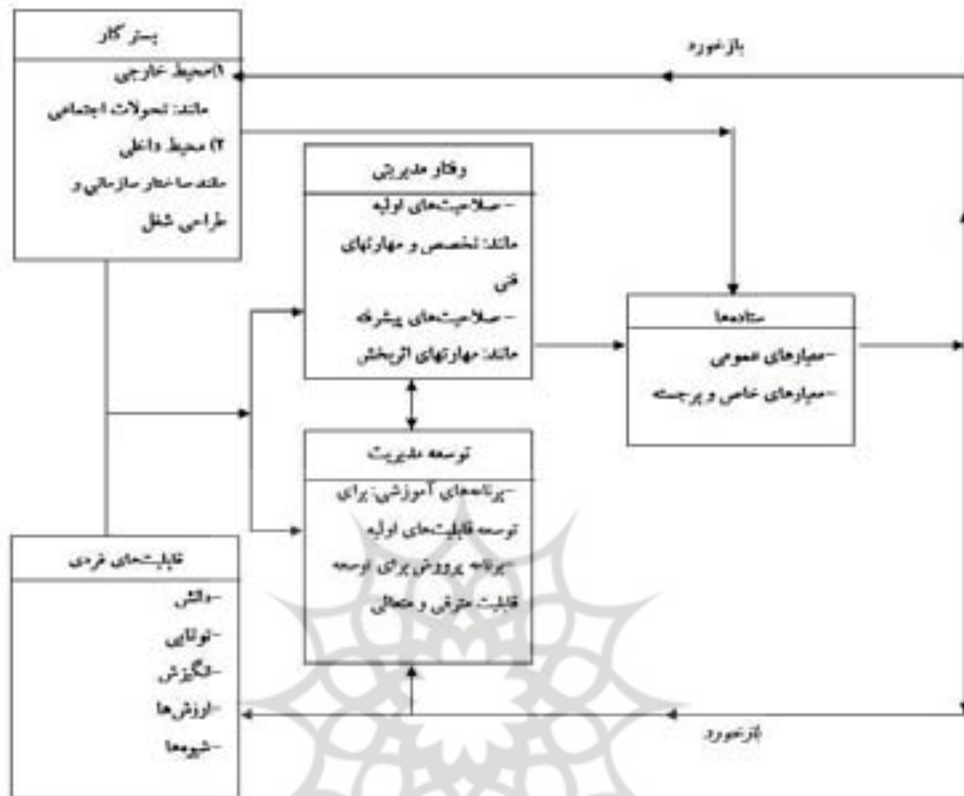 بستر کار
۱)محیط خارجی
مانند: تحولات اجتماعی
۲) محیط داخلی
مانند ساختار سازمانی و
طراحی شغل
بازخورد
رفتار مدیریتی
-صلاحیت‌های اولیه
مانند: تخصص و مهارتهای
فنی
-صلاحیت‌های پیشرفته
مانند: مهارتهای اثربخش
ستاده‌ها
-معیارهای عمومی
-معیارهای خاص و برجسته
توسعه مدیریت
-برنامه‌های آموزشی: برای
توسعه قابلیت‌های اولیه
-برنامه پرورش برای توسعه
قابلیت مترقی و متعالی
قابلیت‌های فردی
-دانش
-توانایی
-انگیزش
-ارزش‌ها
-شیوه‌ها
بازخورد